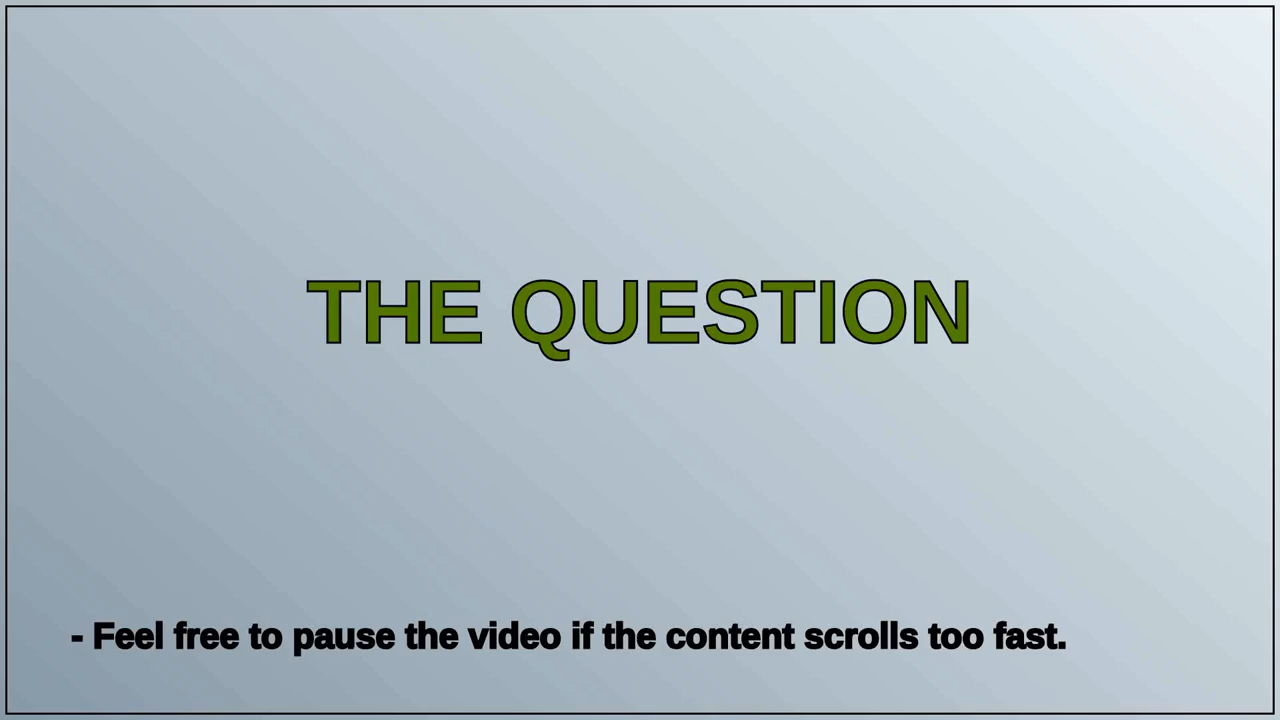 THE QUESTION
- Feel free to pause the video if the content scrolls too fast.